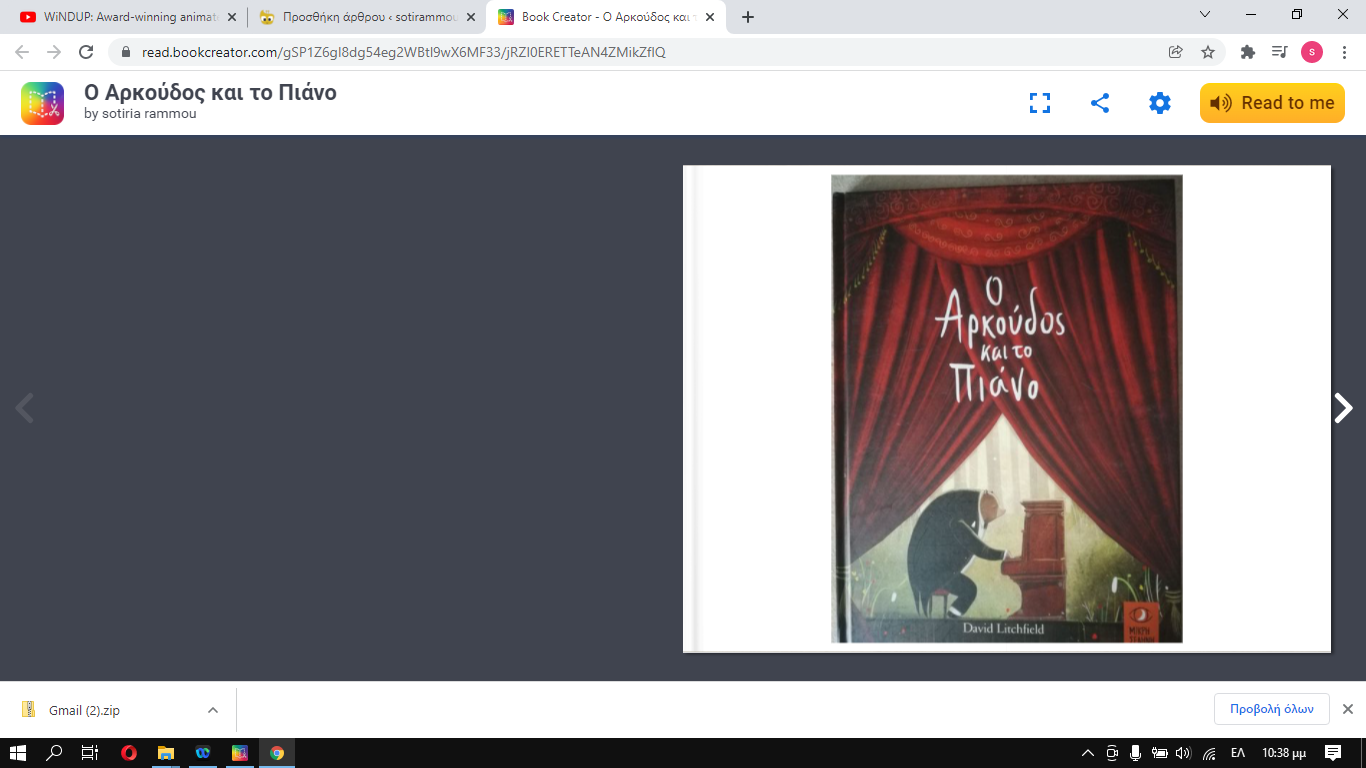 WiNDUP: Award-winning animat
Προσθήκη άρθρου ‹ sotirammou
Book Creator - Ο Αρκούδος και τ
read.bookcreator.com/gSP1Z6gI8dg54eg2WBtI9wX6MF33/jRZI0ERETTeAN4ZMikZfIQ
s
Ο Αρκούδος και το Πιάνο
by sotiria rammou
Read to me
Ο
Αρκούδος
και το
Πιάνο
David Litchfield
ΜΙΚΡΗ
ΣΕΛΗΝΗ
Gmail (2).zip
Προβολή όλων
ΕΛ
10:38 μμ